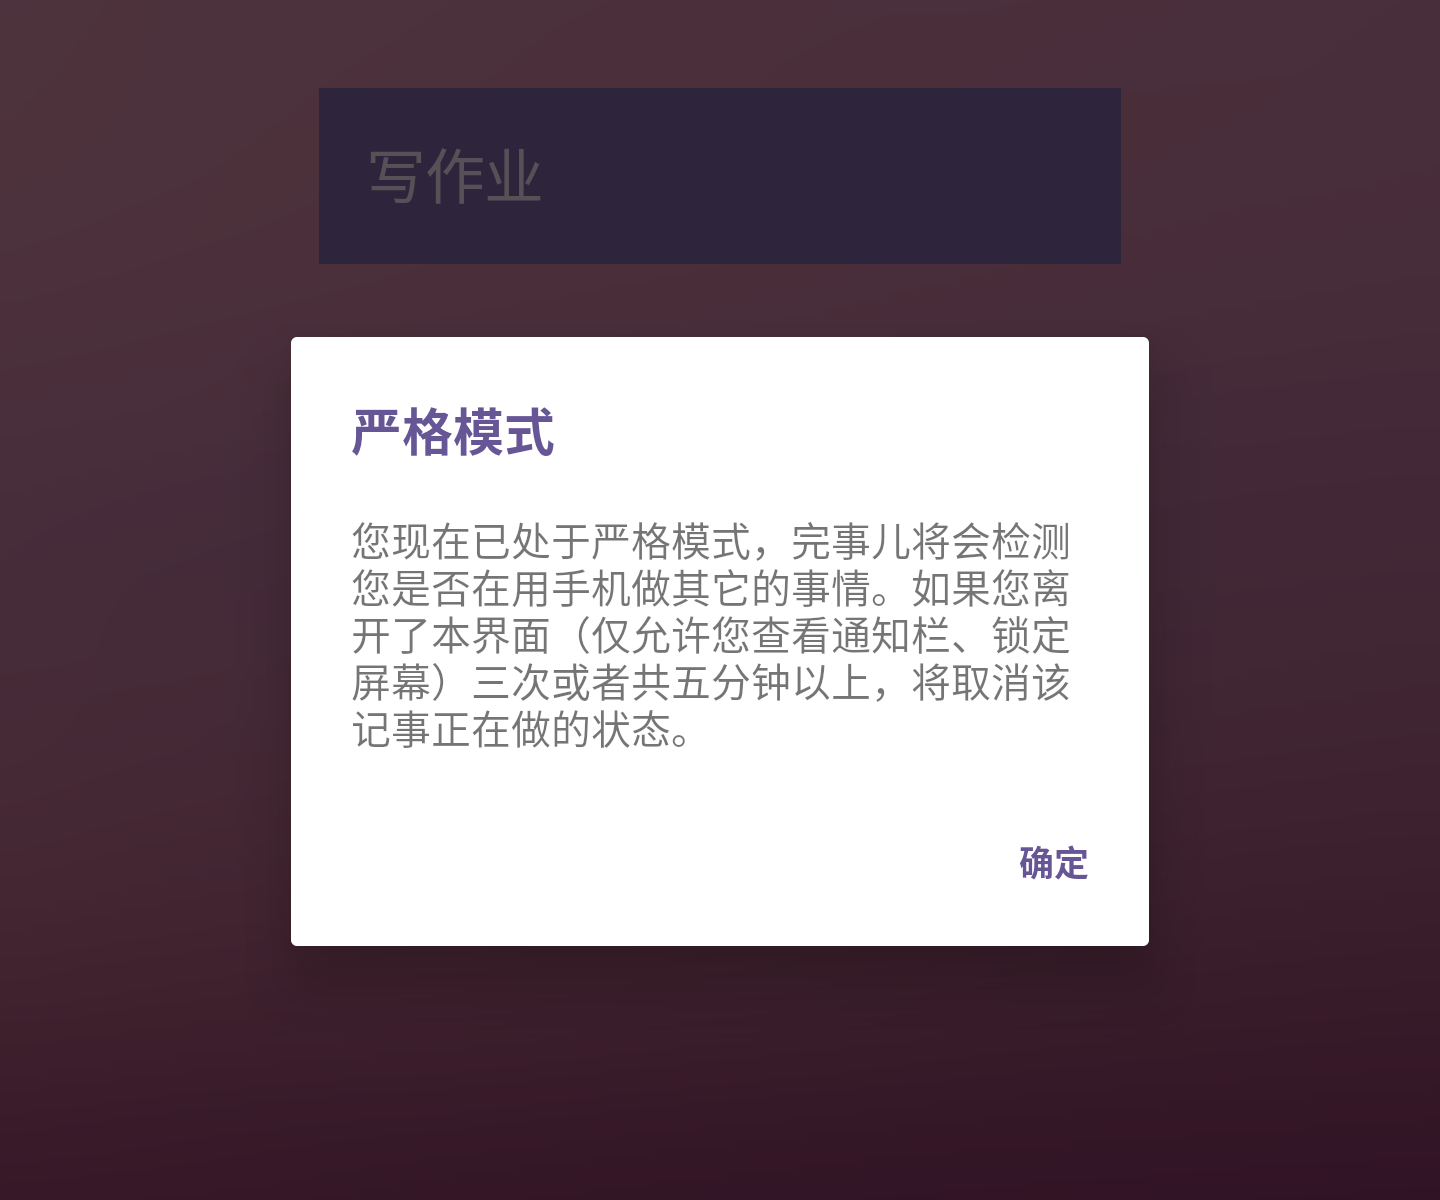 写作业
严格模式
您现在已处于严格模式，完事儿将会检测
您是否在用手机做其它的事情。如果您离
开了本界面（仅允许您查看通知栏、锁定
屏幕）三次或者共五分钟以上，将取消该
记事正在做的状态。
确定